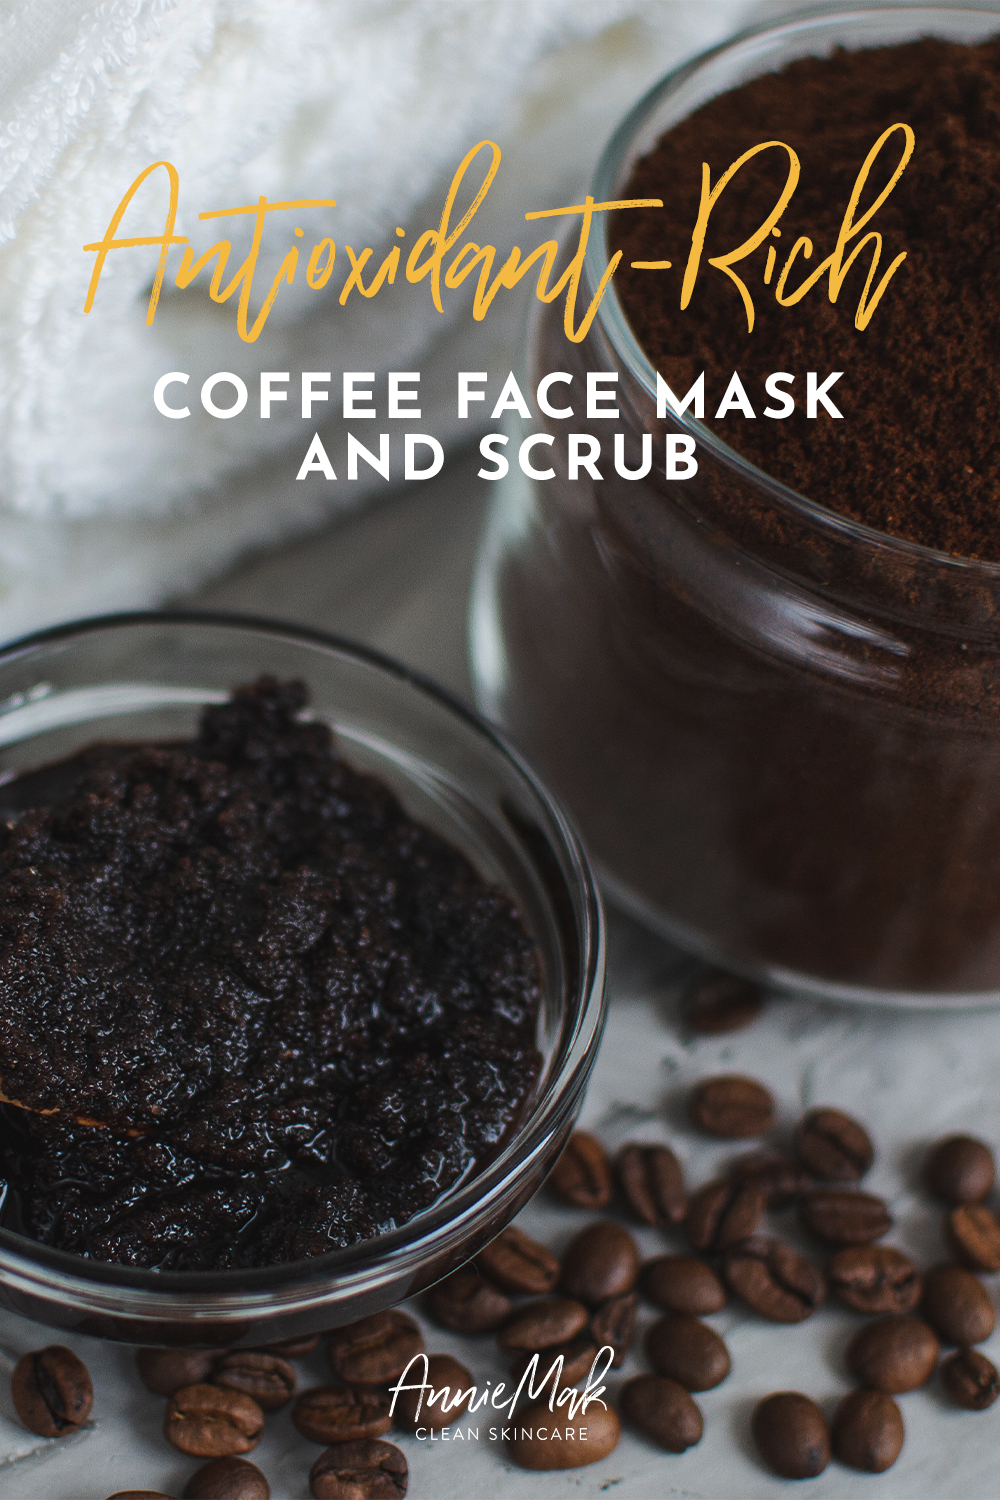 Antioxidant-Rich
COFFEE FACE MASK
AND SCRUB
AnnieMak
CLEAN SKINCARE